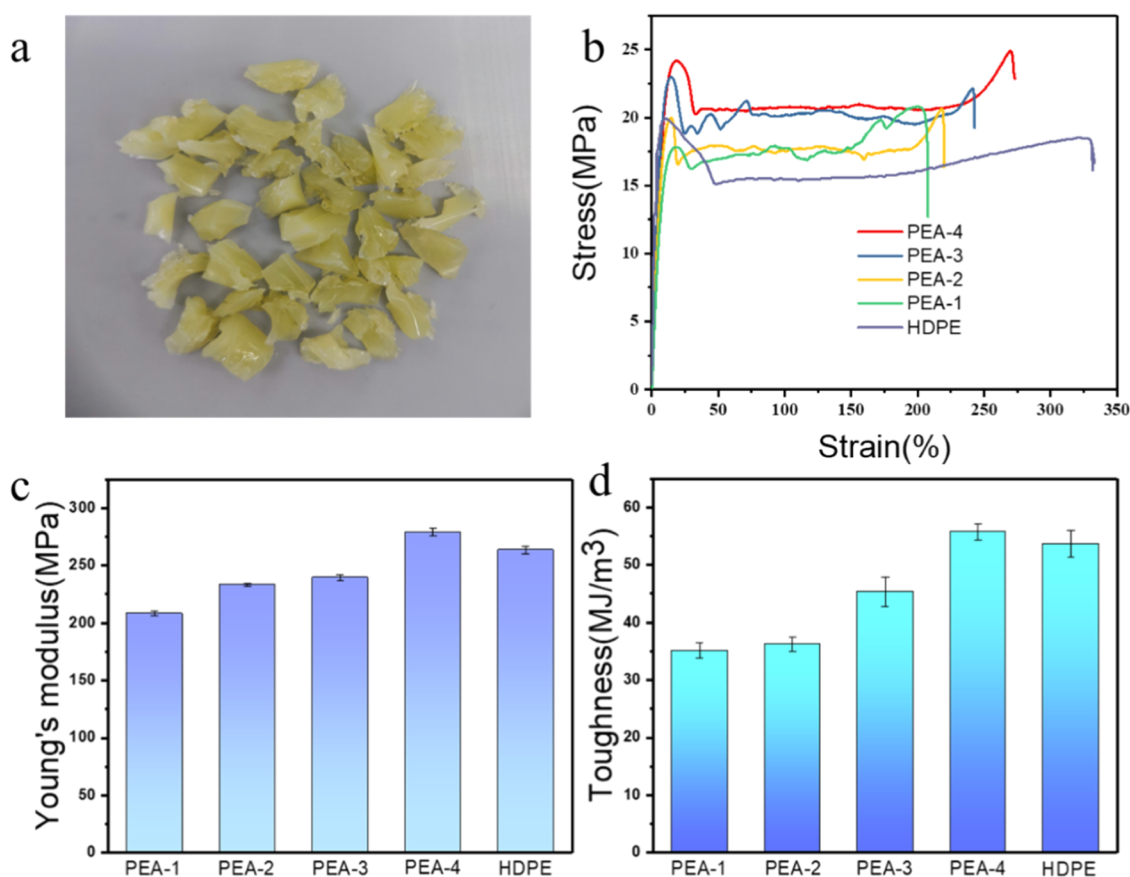 a
b
Stress(MPa)
25
20
15
10
5
0
PEA-4
PEA-3
PEA-2
PEA-1
HDPE
0 50 100 150 200 250 300 350
Strain(%)
c
Young's modulus(MPa)
300
250
200
150
100
50
0
PEA-1 PEA-2 PEA-3 PEA-4 HDPE
d
Toughness(MJ/m³)
60
50
40
30
20
10
0
PEA-1 PEA-2 PEA-3 PEA-4 HDPE